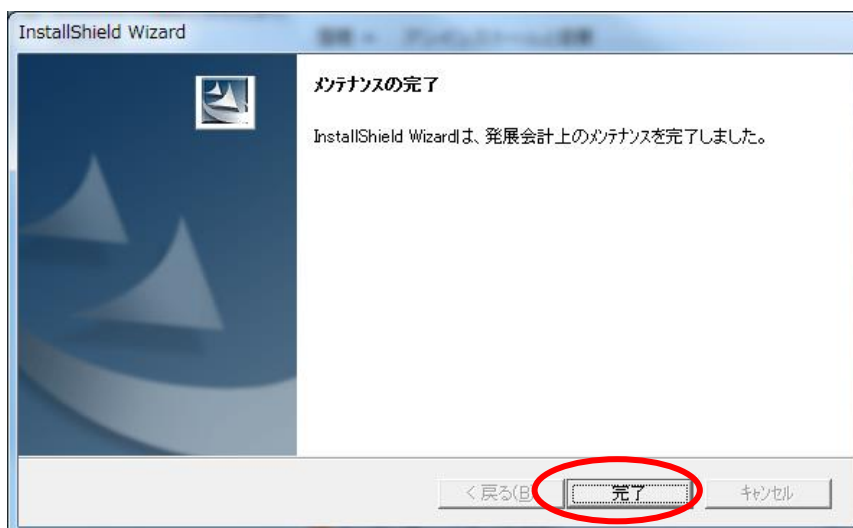 InstallShield Wizard
メンテナンスの完了
InstallShield Wizardは、発展会計上のメンテナンスを完了しました。
< 戻る(B
完了
キャンセル